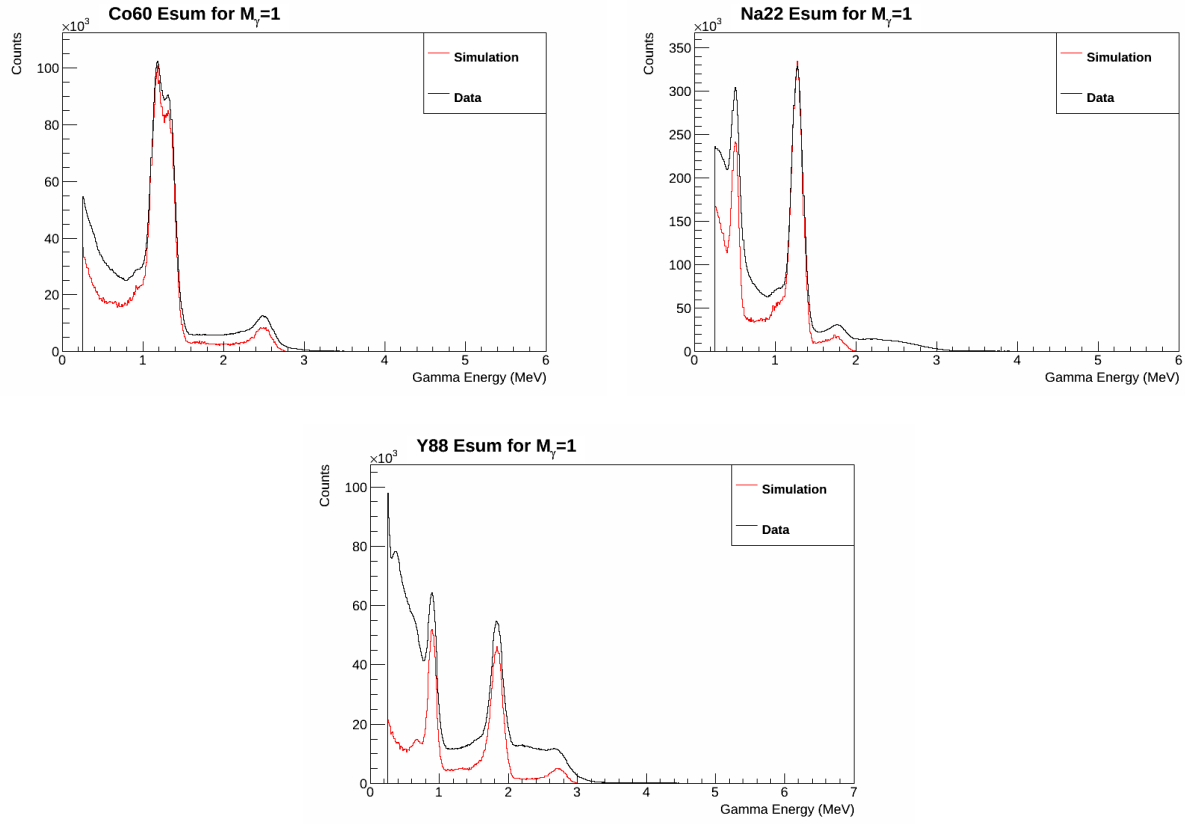 Co60 Esum for Mγ=1
×10³
Counts
100
80
60
40
20
0
0 1 2 3 4 5 6
Gamma Energy (MeV)
Simulation
Data
Na22 Esum for Mγ=1
×10³
Counts
350
300
250
200
150
100
50
0
0 1 2 3 4 5 6
Gamma Energy (MeV)
Simulation
Data
Y88 Esum for Mγ=1
×10³
Counts
100
80
60
40
20
0
0 1 2 3 4 5 6 7
Gamma Energy (MeV)
Simulation
Data